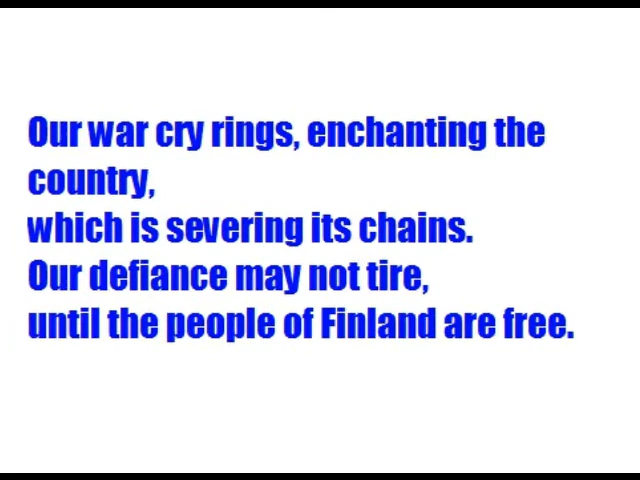 Our war cry rings, enchanting the
country,
which is severing its chains.
Our defiance may not tire,
until the people of Finland are free.